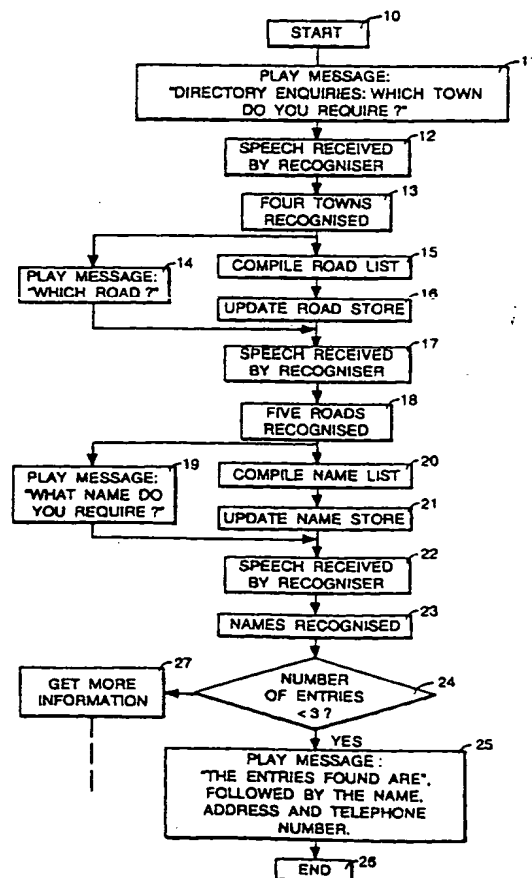 10
START
11
PLAY MESSAGE:
"DIRECTORY ENQUIRIES: WHICH TOWN
DO YOU REQUIRE?"
12
SPEECH RECEIVED
BY RECOGNISER
13
FOUR TOWNS
RECOGNISED
14
PLAY MESSAGE:
"WHICH ROAD?"
15
COMPILE ROAD LIST
16
UPDATE ROAD STORE
17
SPEECH RECEIVED
BY RECOGNISER
18
FIVE ROADS
RECOGNISED
19
PLAY MESSAGE:
"WHAT NAME DO
YOU REQUIRE?"
20
COMPILE NAME LIST
21
UPDATE NAME STORE
22
SPEECH RECEIVED
BY RECOGNISER
23
NAMES RECOGNISED
27
GET MORE
INFORMATION
24
NUMBER
OF ENTRIES
<3?
YES
25
PLAY MESSAGE:
"THE ENTRIES FOUND ARE",
FOLLOWED BY THE NAME,
ADDRESS AND TELEPHONE
NUMBER.
26
END